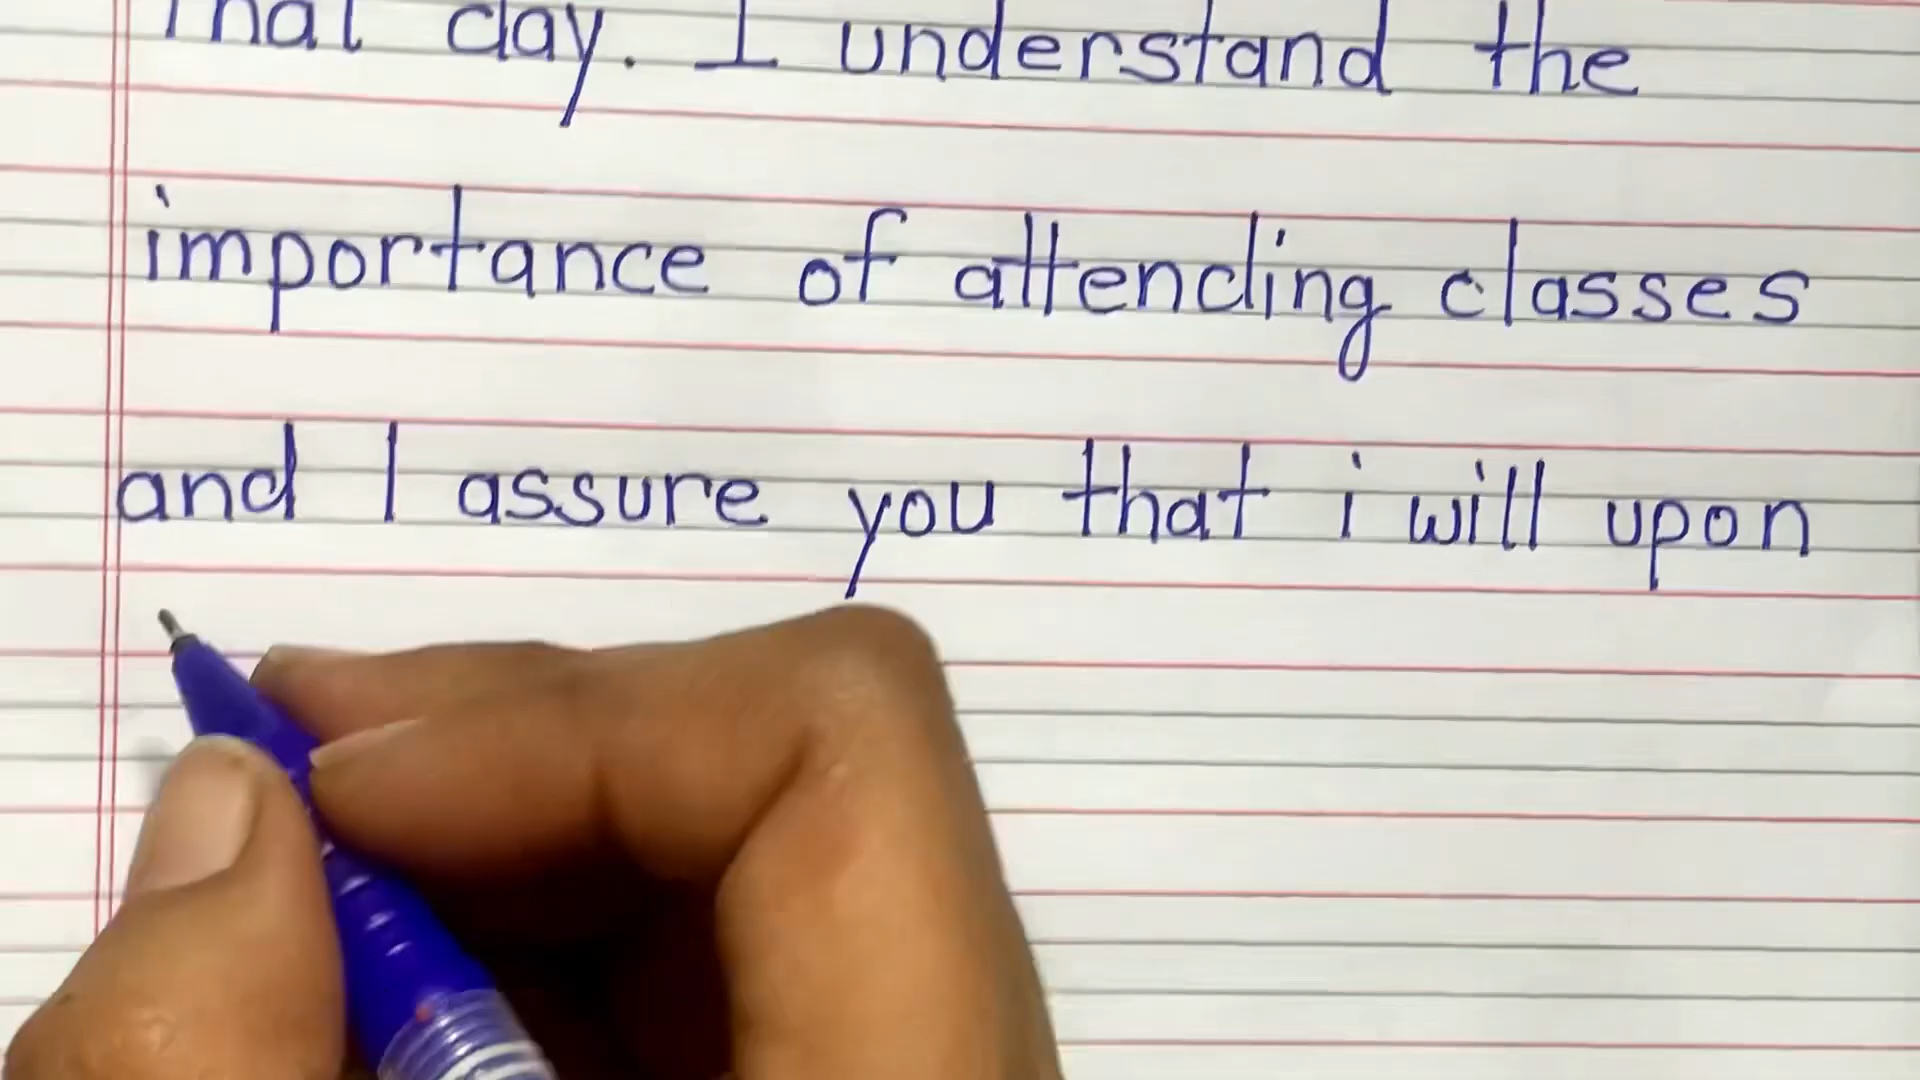 that day. I understand the
importance of attending classes
and I assure you that i will upon